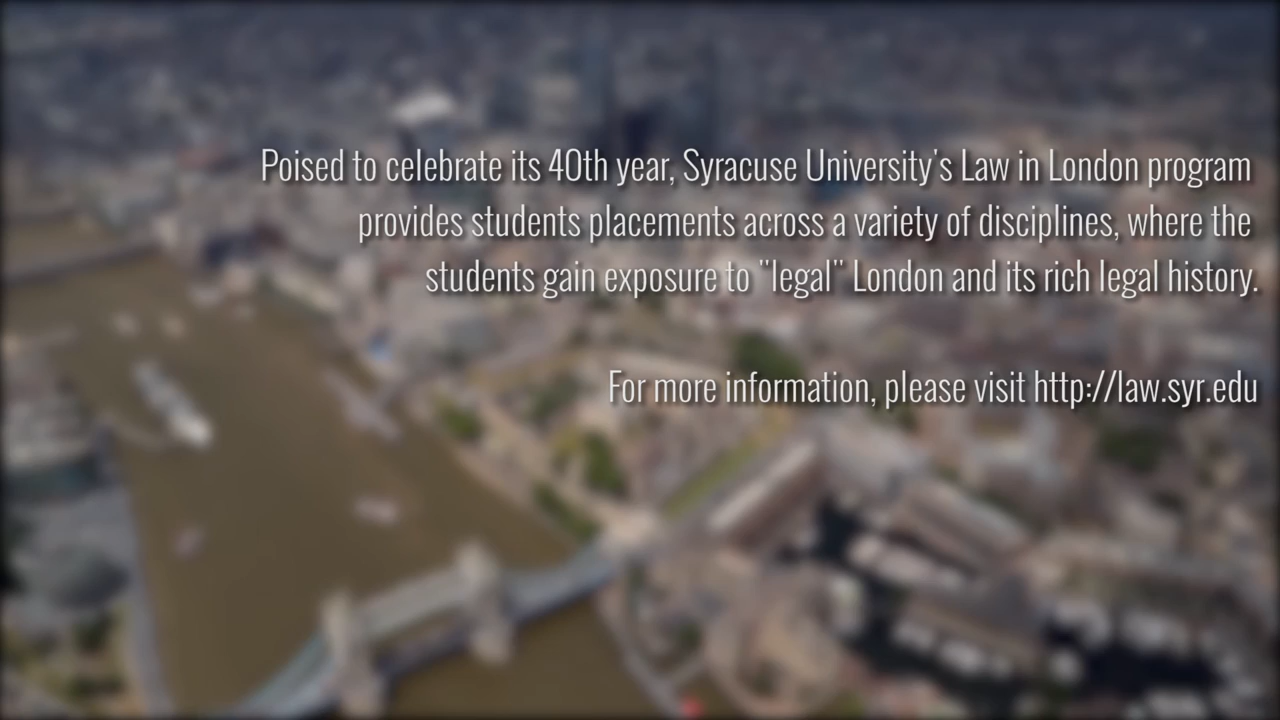 Poised to celebrate its 40th year, Syracuse University's Law in London program
provides students placements across a variety of disciplines, where the
students gain exposure to "legal" London and its rich legal history.
For more information, please visit http://law.syr.edu